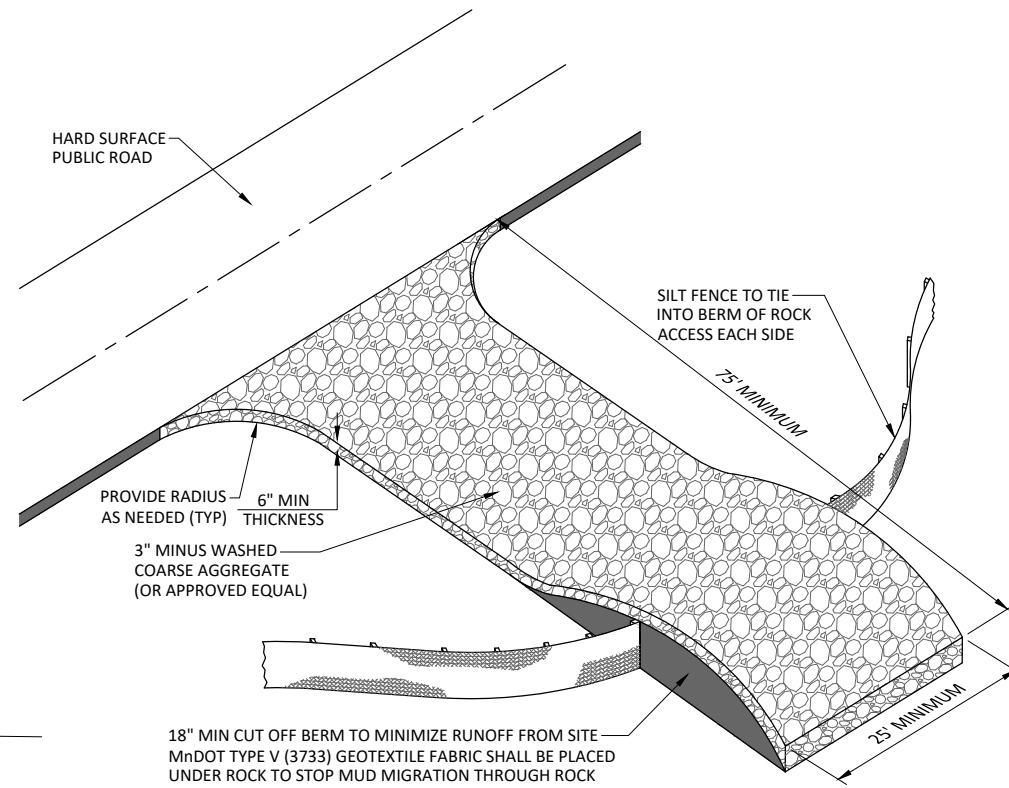 HARD SURFACE
PUBLIC ROAD
SILT FENCE TO TIE
INTO BERM OF ROCK
ACCESS EACH SIDE
75' MINIMUM
PROVIDE RADIUS
AS NEEDED (TYP)
6" MIN
THICKNESS
3" MINUS WASHED
COARSE AGGREGATE
(OR APPROVED EQUAL)
25' MINIMUM
18" MIN CUT OFF BERM TO MINIMIZE RUNOFF FROM SITE
MnDOT TYPE V (3733) GEOTEXTILE FABRIC SHALL BE PLACED
UNDER ROCK TO STOP MUD MIGRATION THROUGH ROCK